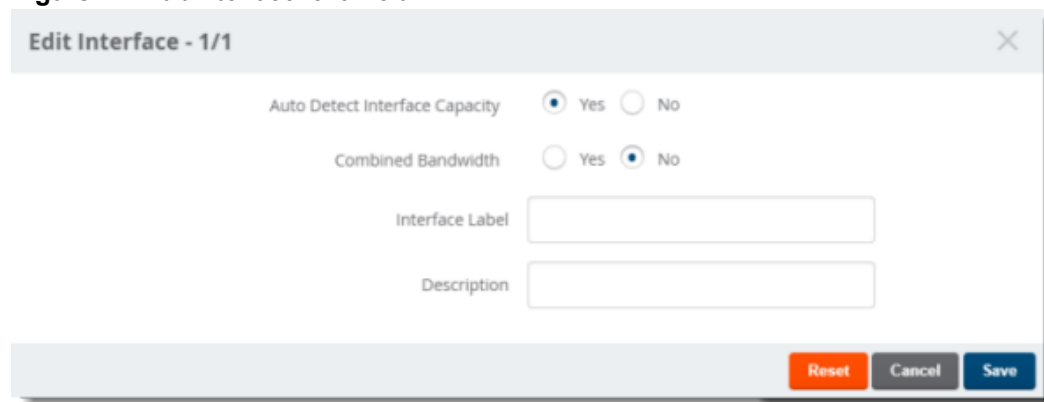 Edit Interface - 1/1
Auto Detect Interface Capacity Yes No
Combined Bandwidth Yes No
Interface Label
Description
Reset Cancel Save